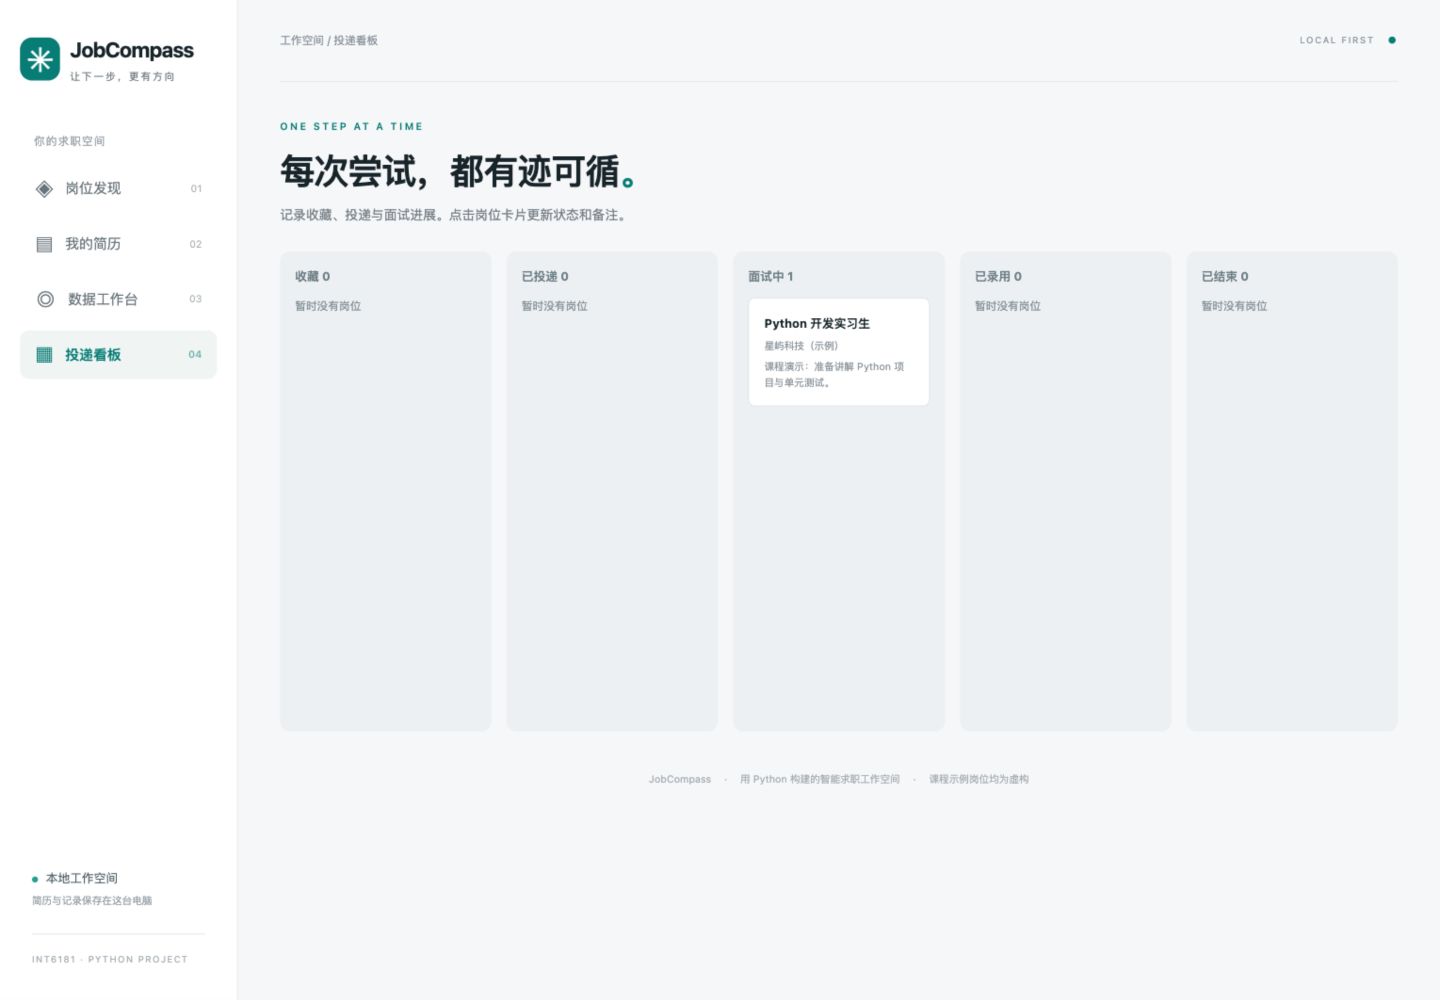 JobCompass
让下一步，更有方向
你的求职空间
岗位发现 01
我的简历 02
数据工作台 03
投递看板 04
本地工作空间
简历与记录保存在这台电脑
INT6181 · PYTHON PROJECT
工作空间 / 投递看板
LOCAL FIRST
ONE STEP AT A TIME
每次尝试，都有迹可循。
记录收藏、投递与面试进展。点击岗位卡片更新状态和备注。
收藏 0
暂时没有岗位
已投递 0
暂时没有岗位
面试中 1
Python 开发实习生
星屿科技（示例）
课程演示：准备讲解 Python 项
目与单元测试。
已录用 0
暂时没有岗位
已结束 0
暂时没有岗位
JobCompass · 用 Python 构建的智能求职工作空间 · 课程示例岗位均为虚构